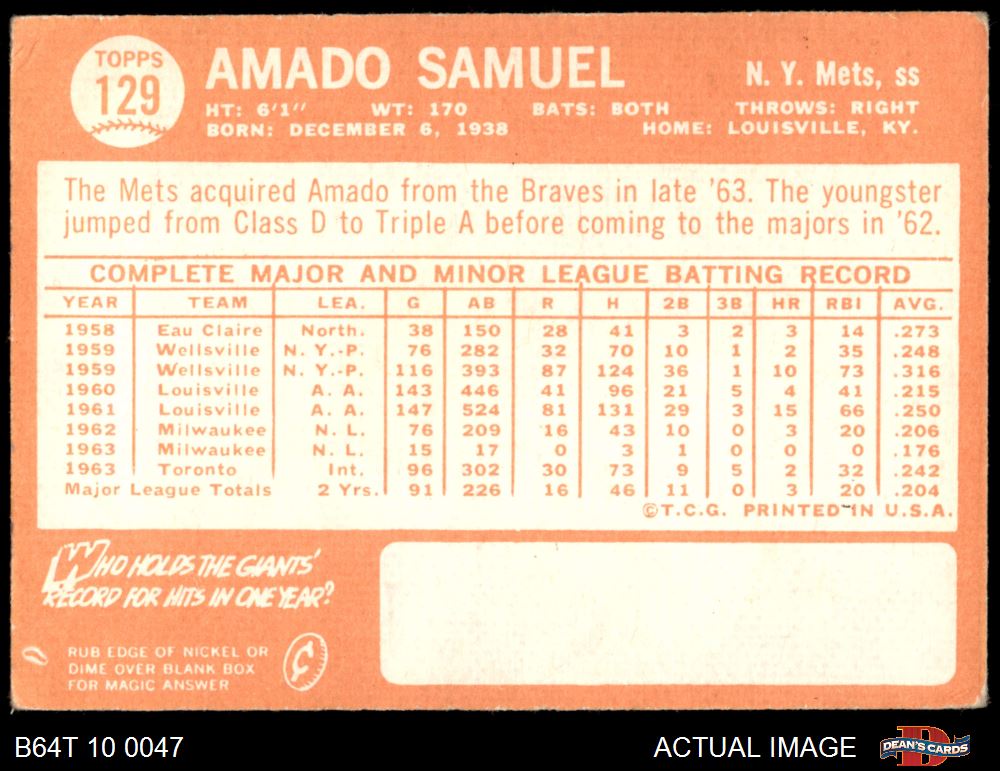 TOPPS
129
AMADO SAMUEL
N. Y. Mets, ss
HT: 6'1" WT: 170 BATS: BOTH THROWS: RIGHT
BORN: DECEMBER 6, 1938 HOME: LOUISVILLE, KY.
The Mets acquired Amado from the Braves in late '63. The youngster
jumped from Class D to Triple A before coming to the majors in '62.
COMPLETE MAJOR AND MINOR LEAGUE BATTING RECORD
YEAR TEAM LEA. G AB R H 2B 3B HR RBI AVG.
1958 Eau Claire North. 38 150 28 41 3 2 3 14 .273
1959 Wellsville N. Y.-P. 76 282 32 70 10 1 2 35 .248
1959 Wellsville N. Y.-P. 116 393 87 124 36 1 10 73 .316
1960 Louisville A. A. 143 446 41 96 21 5 4 41 .215
1961 Louisville A. A. 147 524 81 131 29 3 15 66 .250
1962 Milwaukee N. L. 76 209 16 43 10 0 3 20 .206
1963 Milwaukee N. L. 15 17 0 3 1 0 0 0 .176
1963 Toronto Int. 96 302 30 73 9 5 2 32 .242
Major League Totals 2 Yrs. 91 226 16 46 11 0 3 20 .204
©T.C.G. PRINTED IN U.S.A.
WHO HOLDS THE GIANTS'
RECORD FOR HITS IN ONE YEAR?
RUB EDGE OF NICKEL OR
DIME OVER BLANK BOX
FOR MAGIC ANSWER
¢
B64T 10 0047
ACTUAL IMAGE
DEAN'S CARDS